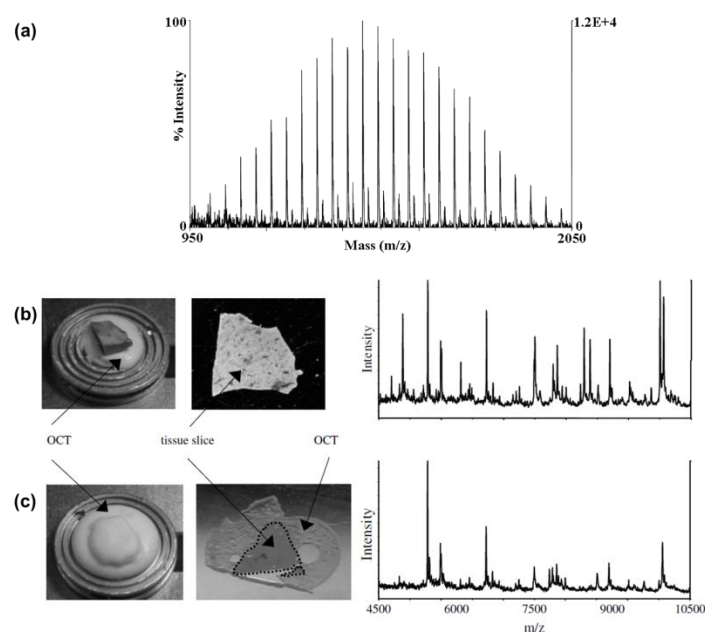 (a)
100
1.2E+4
% Intensity
0
0
950
Mass (m/z)
2050
(b)
Intensity
OCT
tissue slice
OCT
(c)
Intensity
4500
6000
7500
9000
10500
m/z